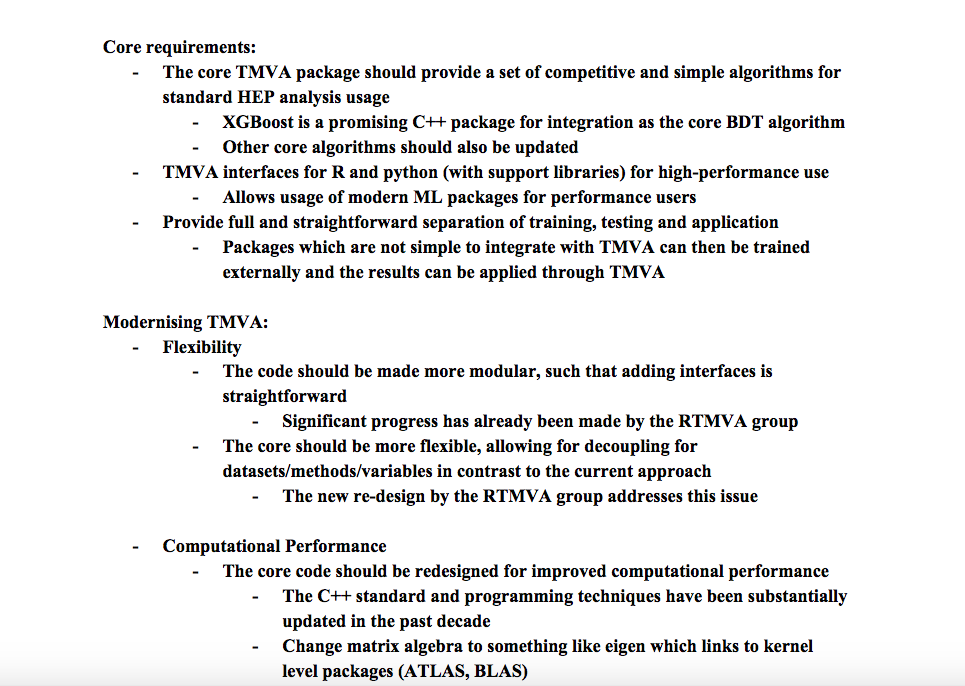 Core requirements:
- The core TMVA package should provide a set of competitive and simple algorithms for
standard HEP analysis usage
- XGBoost is a promising C++ package for integration as the core BDT algorithm
- Other core algorithms should also be updated
- TMVA interfaces for R and python (with support libraries) for high-performance use
- Allows usage of modern ML packages for performance users
- Provide full and straightforward separation of training, testing and application
- Packages which are not simple to integrate with TMVA can then be trained
externally and the results can be applied through TMVA
Modernising TMVA:
- Flexibility
- The code should be made more modular, such that adding interfaces is
straightforward
- Significant progress has already been made by the RTMVA group
- The core should be more flexible, allowing for decoupling for
datasets/methods/variables in contrast to the current approach
- The new re-design by the RTMVA group addresses this issue
- Computational Performance
- The core code should be redesigned for improved computational performance
- The C++ standard and programming techniques have been substantially
updated in the past decade
- Change matrix algebra to something like eigen which links to kernel
level packages (ATLAS, BLAS)